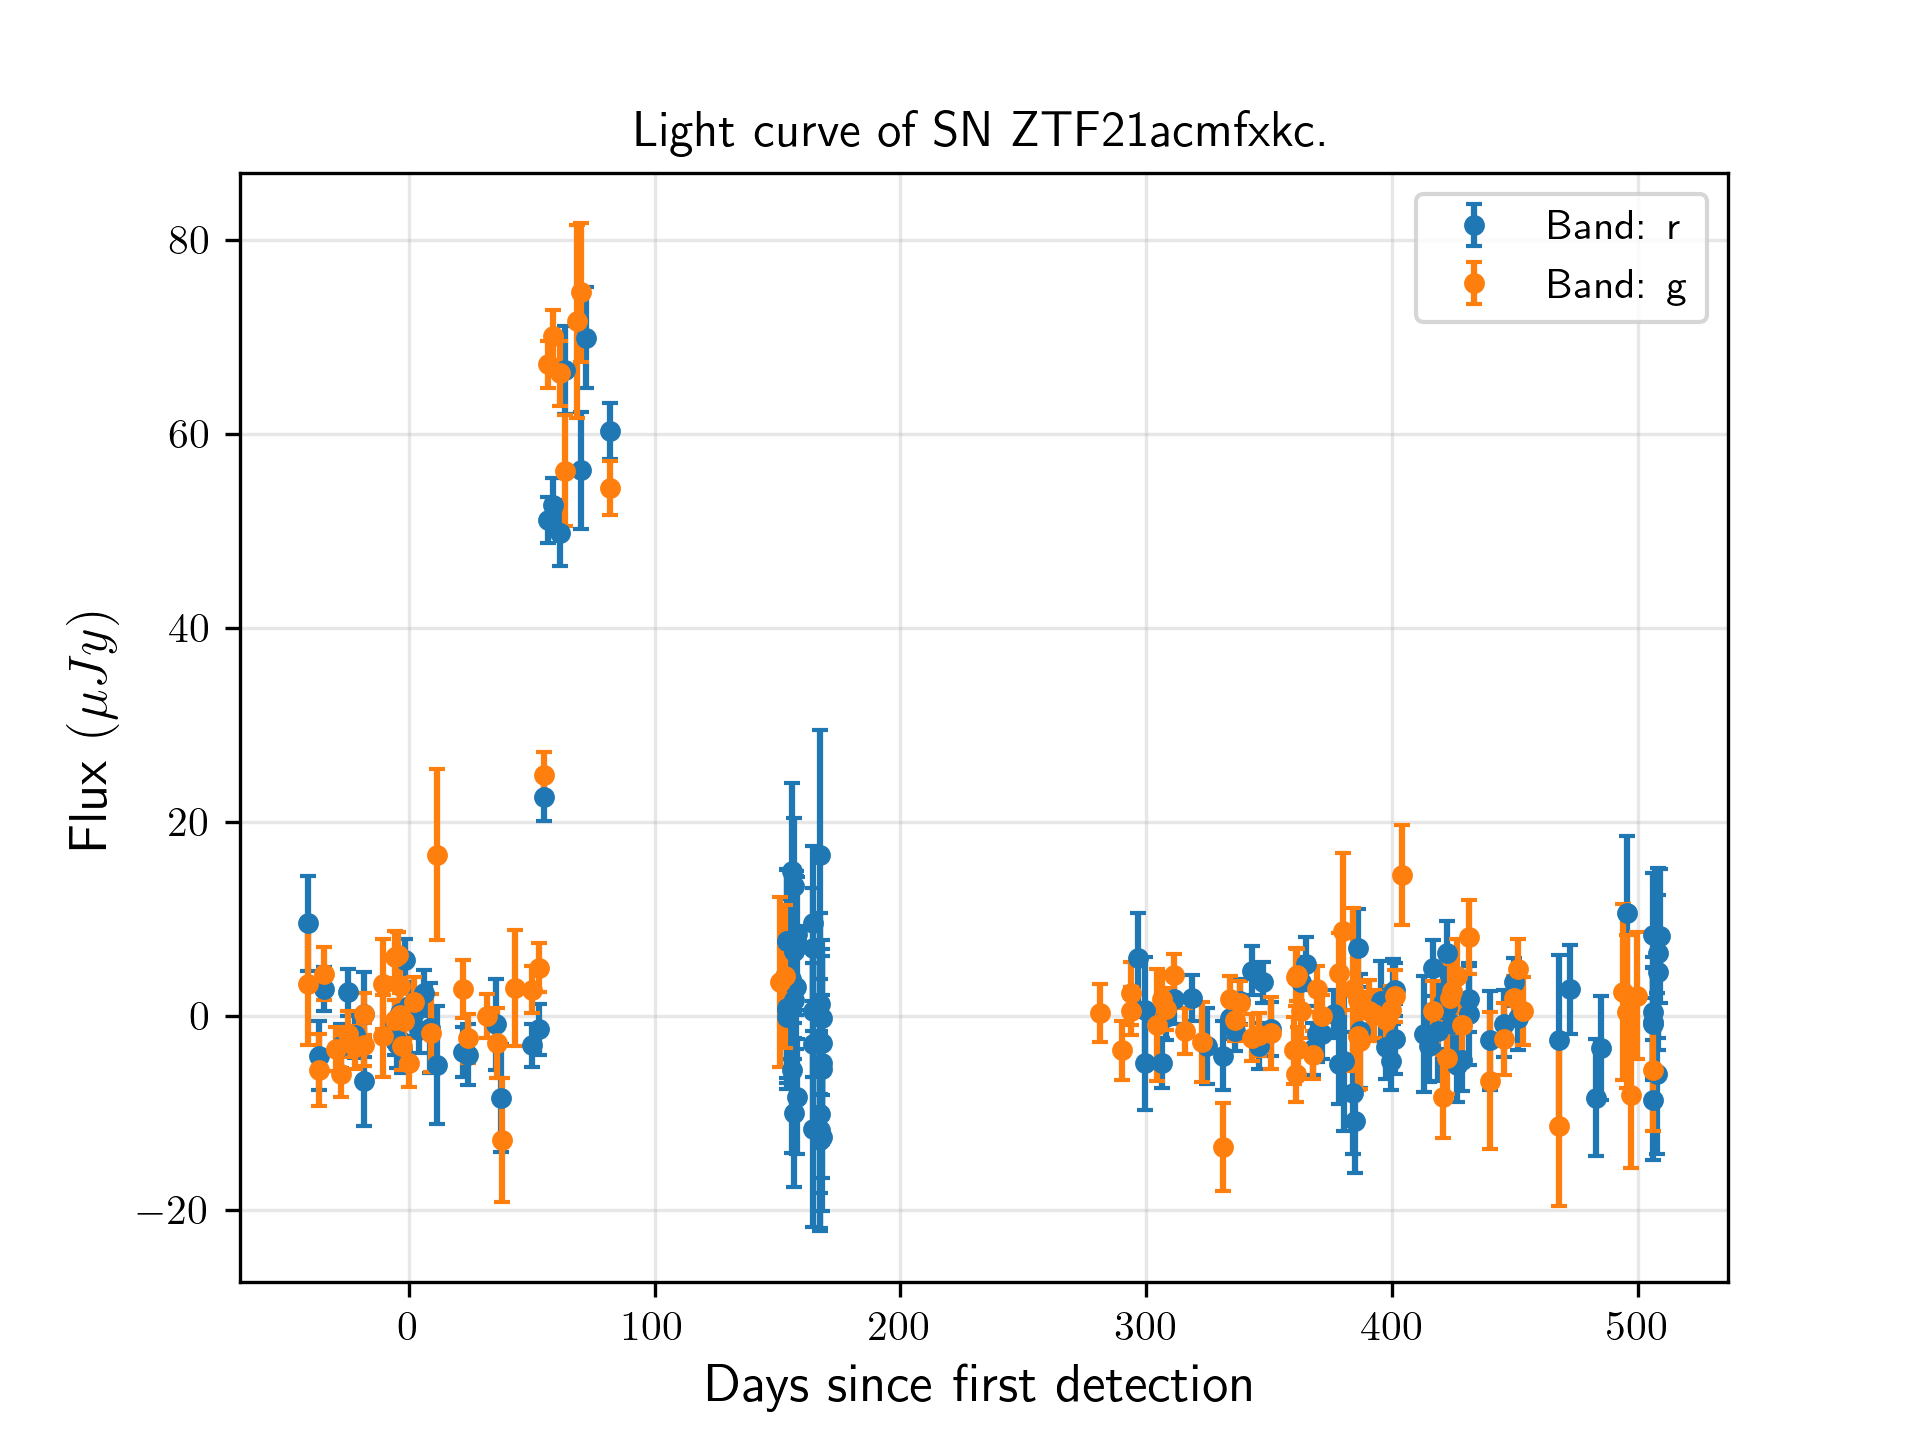 Light curve of SN ZTF21acmfxkc.
Band: r
Band: g
80
60
40
20
0
−20
Flux (μJy)
0 100 200 300 400 500
Days since first detection